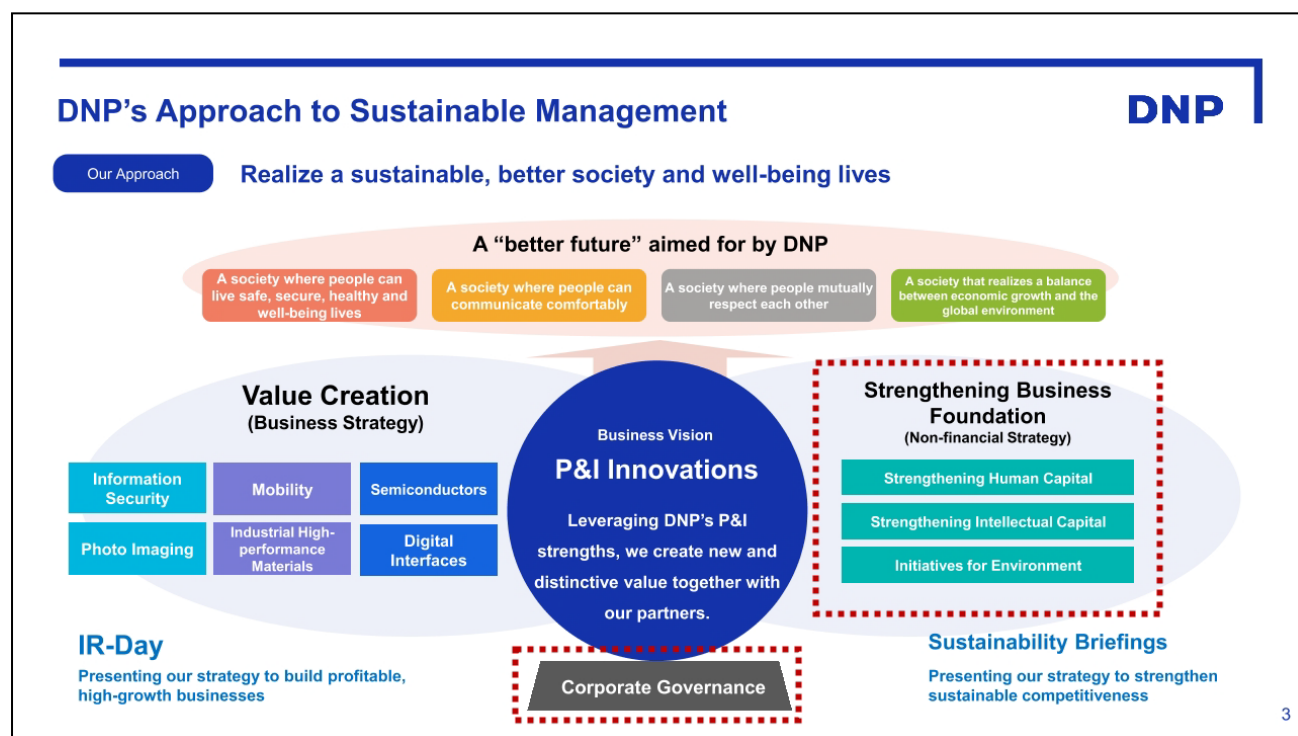 DNP's Approach to Sustainable Management
DNP
Our Approach
Realize a sustainable, better society and well-being lives
A “better future” aimed for by DNP
A society where people can
live safe, secure, healthy and
well-being lives
A society where people can
communicate comfortably
A society where people mutually
respect each other
A society that realizes a balance
between economic growth and the
global environment
Value Creation
(Business Strategy)
Information
Security
Mobility
Semiconductors
Photo Imaging
Industrial High-
performance
Materials
Digital
Interfaces
Business Vision
P&I Innovations
Leveraging DNP's P&I
strengths, we create new and
distinctive value together with
our partners.
Strengthening Business
Foundation
(Non-financial Strategy)
Strengthening Human Capital
Strengthening Intellectual Capital
Initiatives for Environment
IR-Day
Presenting our strategy to build profitable,
high-growth businesses
Corporate Governance
Sustainability Briefings
Presenting our strategy to strengthen
sustainable competitiveness
3